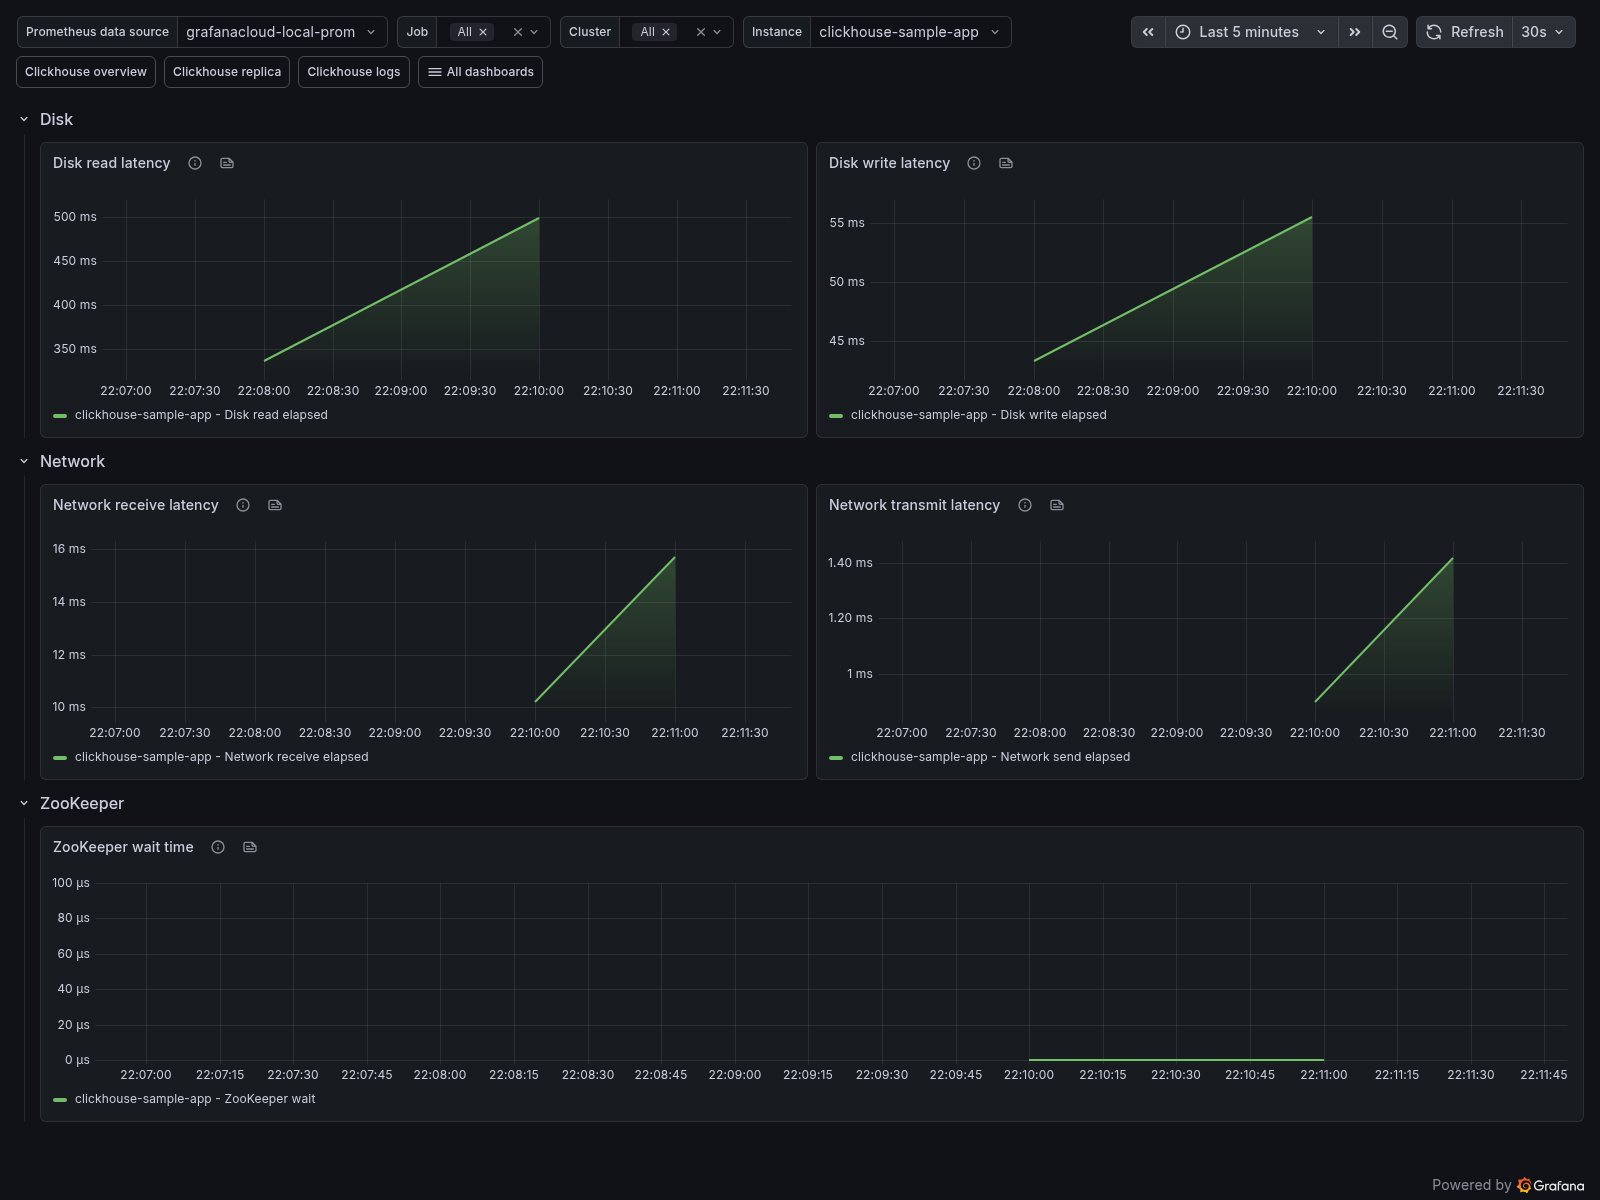 Prometheus data source grafanacloud-local-prom Job All Cluster All Instance clickhouse-sample-app Last 5 minutes Refresh 30s
Clickhouse overview Clickhouse replica Clickhouse logs All dashboards
Disk
Disk read latency
500 ms
450 ms
400 ms
350 ms
22:07:00 22:07:30 22:08:00 22:08:30 22:09:00 22:09:30 22:10:00 22:10:30 22:11:00 22:11:30
clickhouse-sample-app - Disk read elapsed
Disk write latency
55 ms
50 ms
45 ms
22:07:00 22:07:30 22:08:00 22:08:30 22:09:00 22:09:30 22:10:00 22:10:30 22:11:00 22:11:30
clickhouse-sample-app - Disk write elapsed
Network
Network receive latency
16 ms
14 ms
12 ms
10 ms
22:07:00 22:07:30 22:08:00 22:08:30 22:09:00 22:09:30 22:10:00 22:10:30 22:11:00 22:11:30
clickhouse-sample-app - Network receive elapsed
Network transmit latency
1.40 ms
1.20 ms
1 ms
22:07:00 22:07:30 22:08:00 22:08:30 22:09:00 22:09:30 22:10:00 22:10:30 22:11:00 22:11:30
clickhouse-sample-app - Network send elapsed
ZooKeeper
ZooKeeper wait time
100 µs
80 µs
60 µs
40 µs
20 µs
0 µs
22:07:00 22:07:15 22:07:30 22:07:45 22:08:00 22:08:15 22:08:30 22:08:45 22:09:00 22:09:15 22:09:30 22:09:45 22:10:00 22:10:15 22:10:30 22:10:45 22:11:00 22:11:15 22:11:30 22:11:45
clickhouse-sample-app - ZooKeeper wait
Powered by Grafana